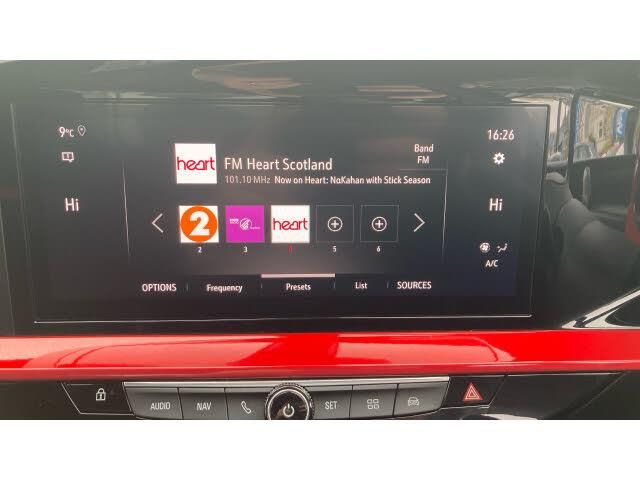 9°C
16:26
heart
FM Heart Scotland
Band
FM
101.10 MHz Now on Heart: NoKahan with Stick Season
Hi
Hi
2
heart
2
3
4
5
6
A/C
OPTIONS
Frequency
Presets
List
SOURCES
AUDIO
NAV
SET